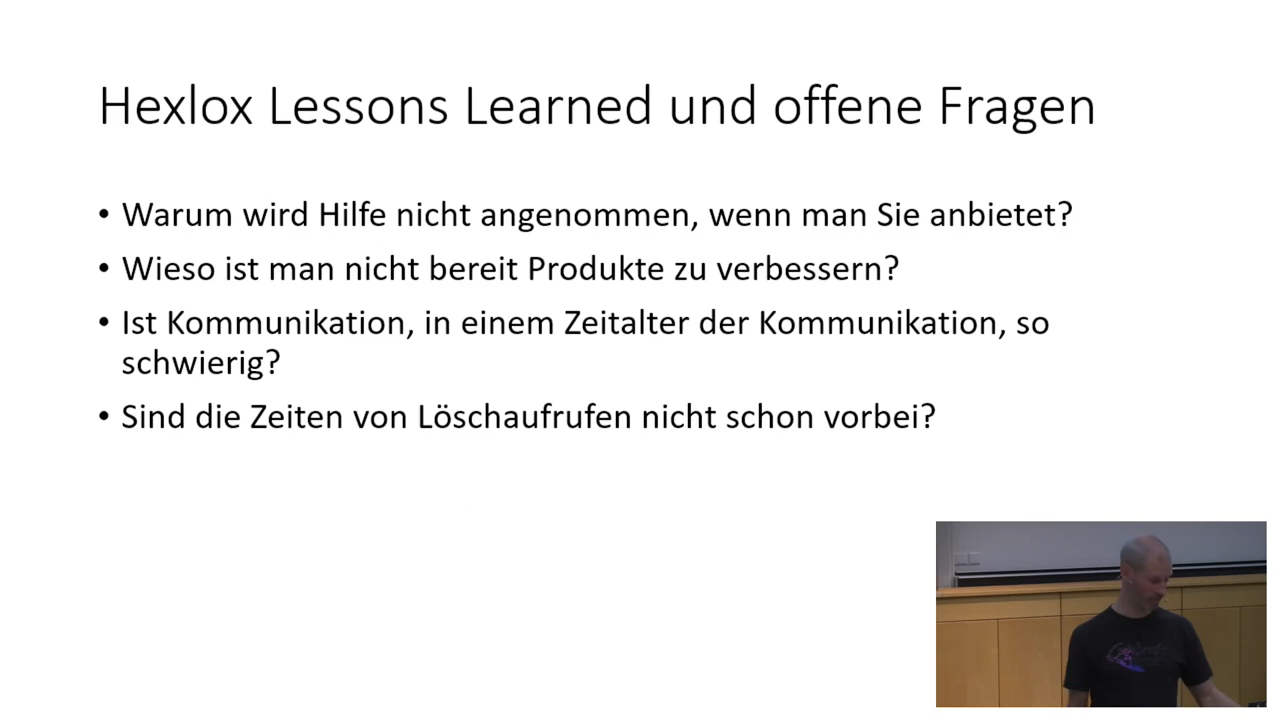 Hexlox Lessons Learned und offene Fragen
• Warum wird Hilfe nicht angenommen, wenn man Sie anbietet?
• Wieso ist man nicht bereit Produkte zu verbessern?
• Ist Kommunikation, in einem Zeitalter der Kommunikation, so
schwierig?
• Sind die Zeiten von Löschaufrufen nicht schon vorbei?